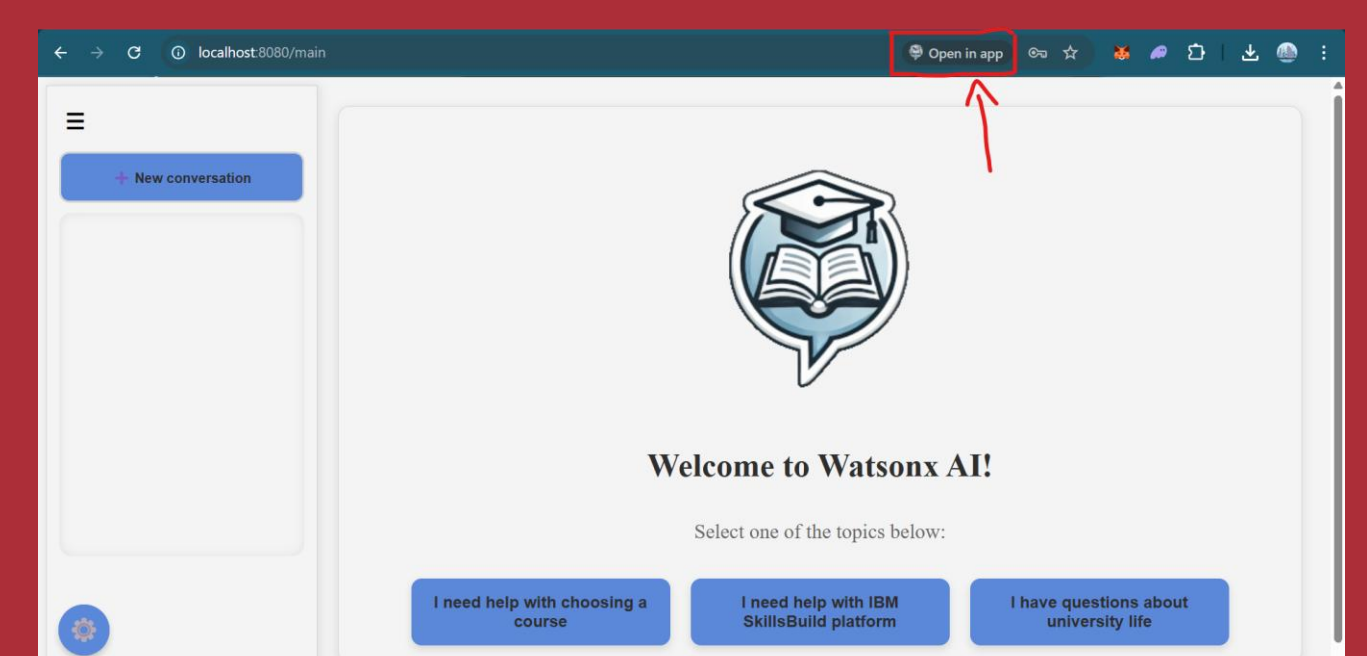 localhost:8080/main
Open in app
New conversation
Welcome to Watsonx AI!
Select one of the topics below:
I need help with choosing a
course
I need help with IBM
SkillsBuild platform
I have questions about
university life